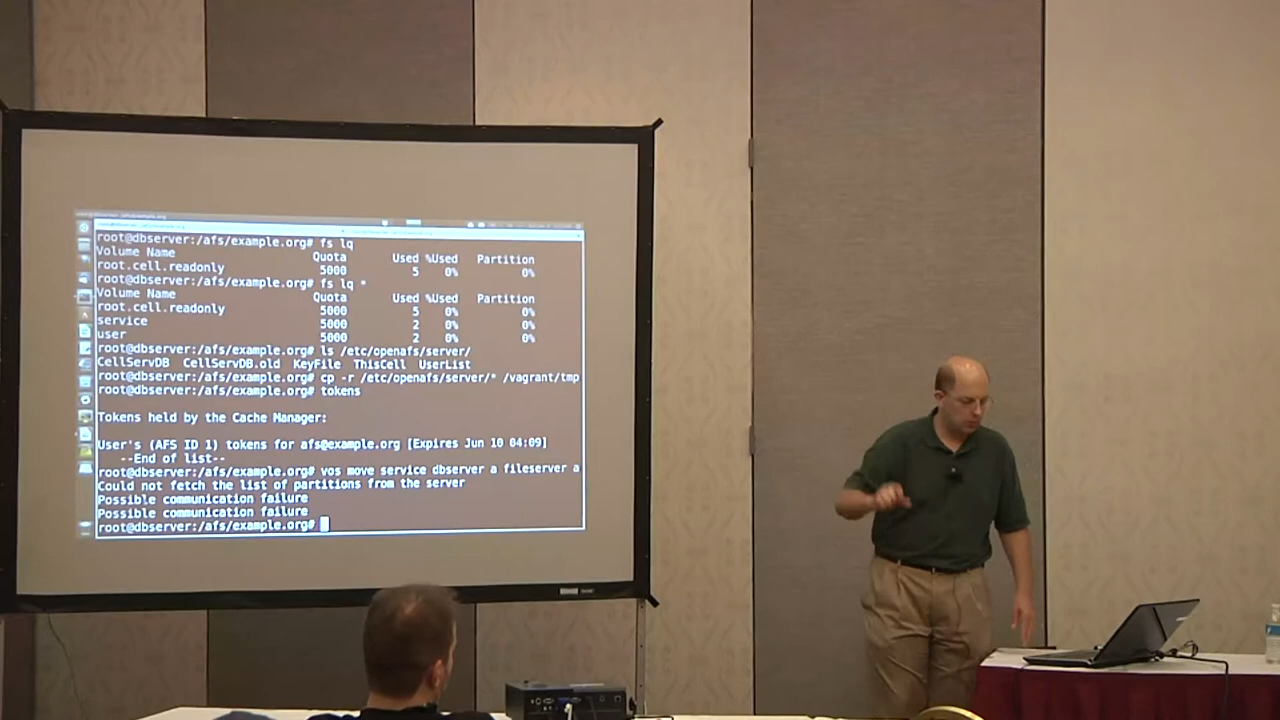 root@dbserver:/afs/example.org# fs lq
Volume Name Quota Used %Used Partition
root.cell.readonly 5000 5 0% 0%
root@dbserver:/afs/example.org# fs lq *
Volume Name Quota Used %Used Partition
root.cell.readonly 5000 5 0% 0%
service 5000 2 0% 0%
user 5000 2 0% 0%
root@dbserver:/afs/example.org# ls /etc/openafs/server/
CellServDB CellServDB.old KeyFile ThisCell UserList
root@dbserver:/afs/example.org# cp -r /etc/openafs/server/* /vagrant/tmp
root@dbserver:/afs/example.org# tokens
Tokens held by the Cache Manager:
User's (AFS ID 1) tokens for afs@example.org [Expires Jun 10 04:09]
--End of list--
root@dbserver:/afs/example.org# vos move service dbserver a fileserver a
Could not fetch the list of partitions from the server
Possible communication failure
Possible communication failure
root@dbserver:/afs/example.org#